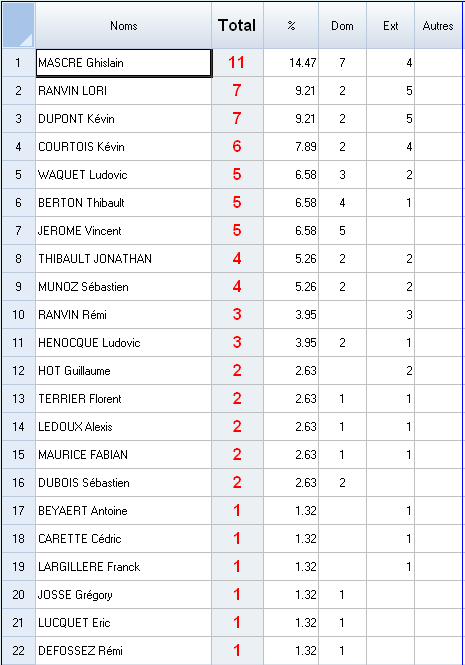 Noms Total % Dom Ext Autres
1 MASCRE Ghislain 11 14.47 7 4
2 RANVIN LORI 7 9.21 2 5
3 DUPONT Kévin 7 9.21 2 5
4 COURTOIS Kévin 6 7.89 2 4
5 WAQUET Ludovic 5 6.58 3 2
6 BERTON Thibault 5 6.58 4 1
7 JEROME Vincent 5 6.58 5
8 THIBAULT JONATHAN 4 5.26 2 2
9 MUNOZ Sébastien 4 5.26 2 2
10 RANVIN Rémi 3 3.95 3
11 HENOCQUE Ludovic 3 3.95 2 1
12 HOT Guillaume 2 2.63 2
13 TERRIER Florent 2 2.63 1 1
14 LEDOUX Alexis 2 2.63 1 1
15 MAURICE FABIAN 2 2.63 1 1
16 DUBOIS Sébastien 2 2.63 2
17 BEYAERT Antoine 1 1.32 1
18 CARETTE Cédric 1 1.32 1
19 LARGILLERE Franck 1 1.32 1
20 JOSSE Grégory 1 1.32 1
21 LUCQUET Eric 1 1.32 1
22 DEFOSSEZ Rémi 1 1.32 1